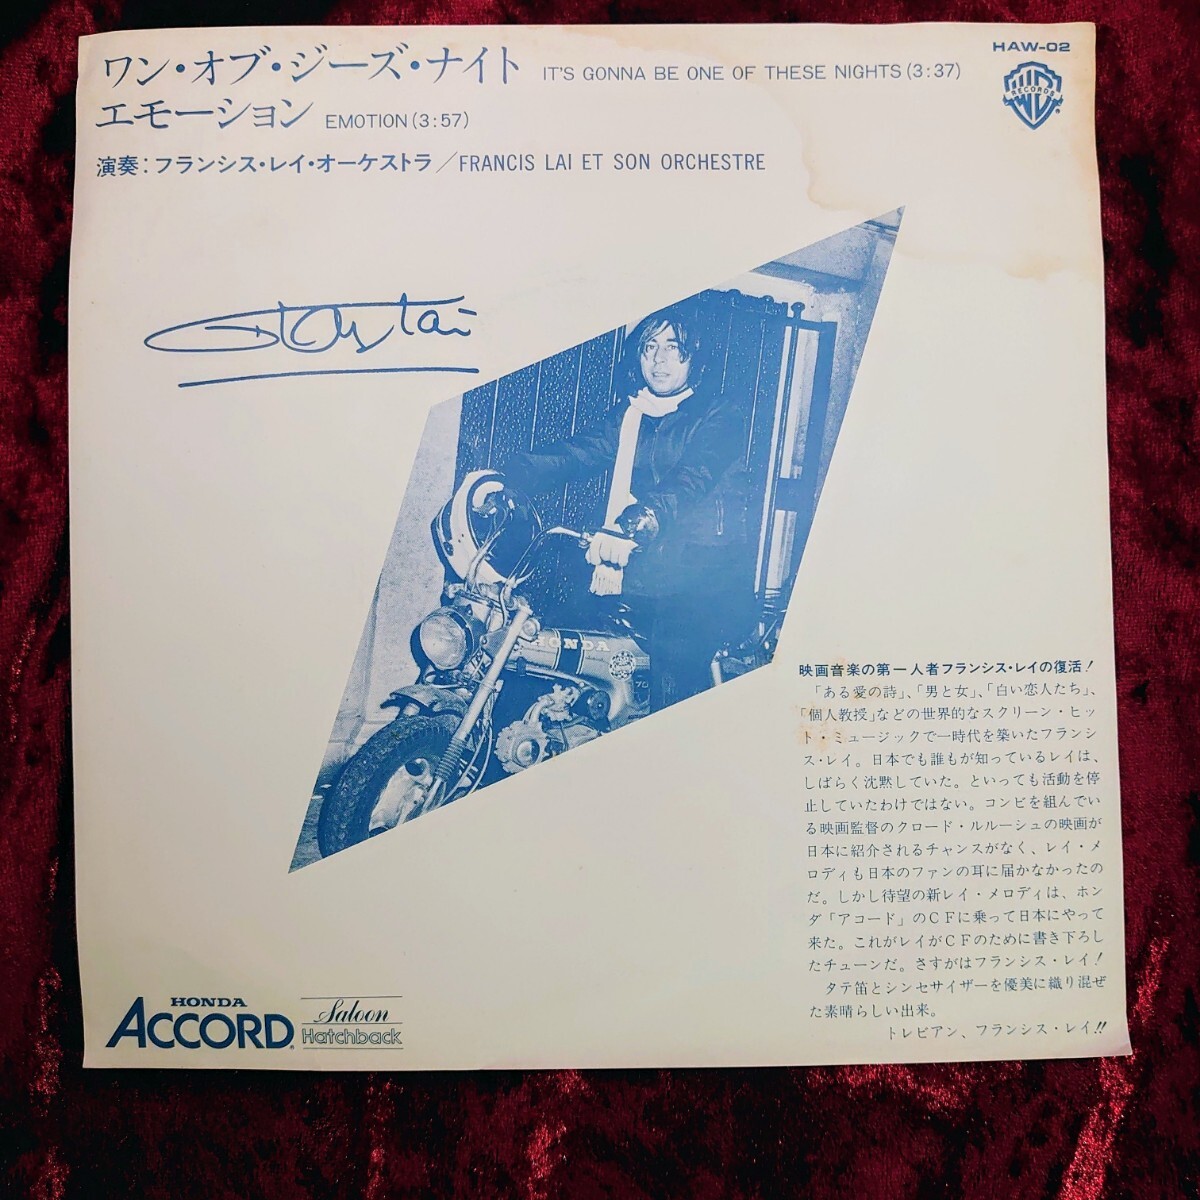 HAW-02
ワン・オブ・ジーズ・ナイト IT'S GONNA BE ONE OF THESE NIGHTS(3:37)
エモーション EMOTION(3:57)
演奏:フランシス・レイ・オーケストラ/FRANCIS LAI ET SON ORCHESTRE
RECORDS
HONDA
映画音楽の第一人者フランシス・レイの復活!
「ある愛の詩」、「男と女」、「白い恋人たち」、
「個人教授」などの世界的なスクリーン・ヒッ
ト・ミュージックで一時代を築いたフランシ
ス・レイ。日本でも誰もが知っているレイは、
しばらく沈黙していた。といっても活動を停
止していたわけではない。コンビを組んでい
る映画監督のクロード・ルルーシュの映画が
日本に紹介されるチャンスがなく、レイ・メ
ロディも日本のファンの耳に届かなかったの
だ。しかし待望の新レイ・メロディは、ホン
ダ「アコード」のCFに乗って日本にやって
来た。これがレイがCFのために書き下ろし
たチューンだ。さすがはフランシス・レイ!
タテ笛とシンセサイザーを優美に織り混ぜ
た素晴らしい出来。
トレビアン、フランシス・レイ!!
HONDA
ACCORD
Saloon
Hatchback